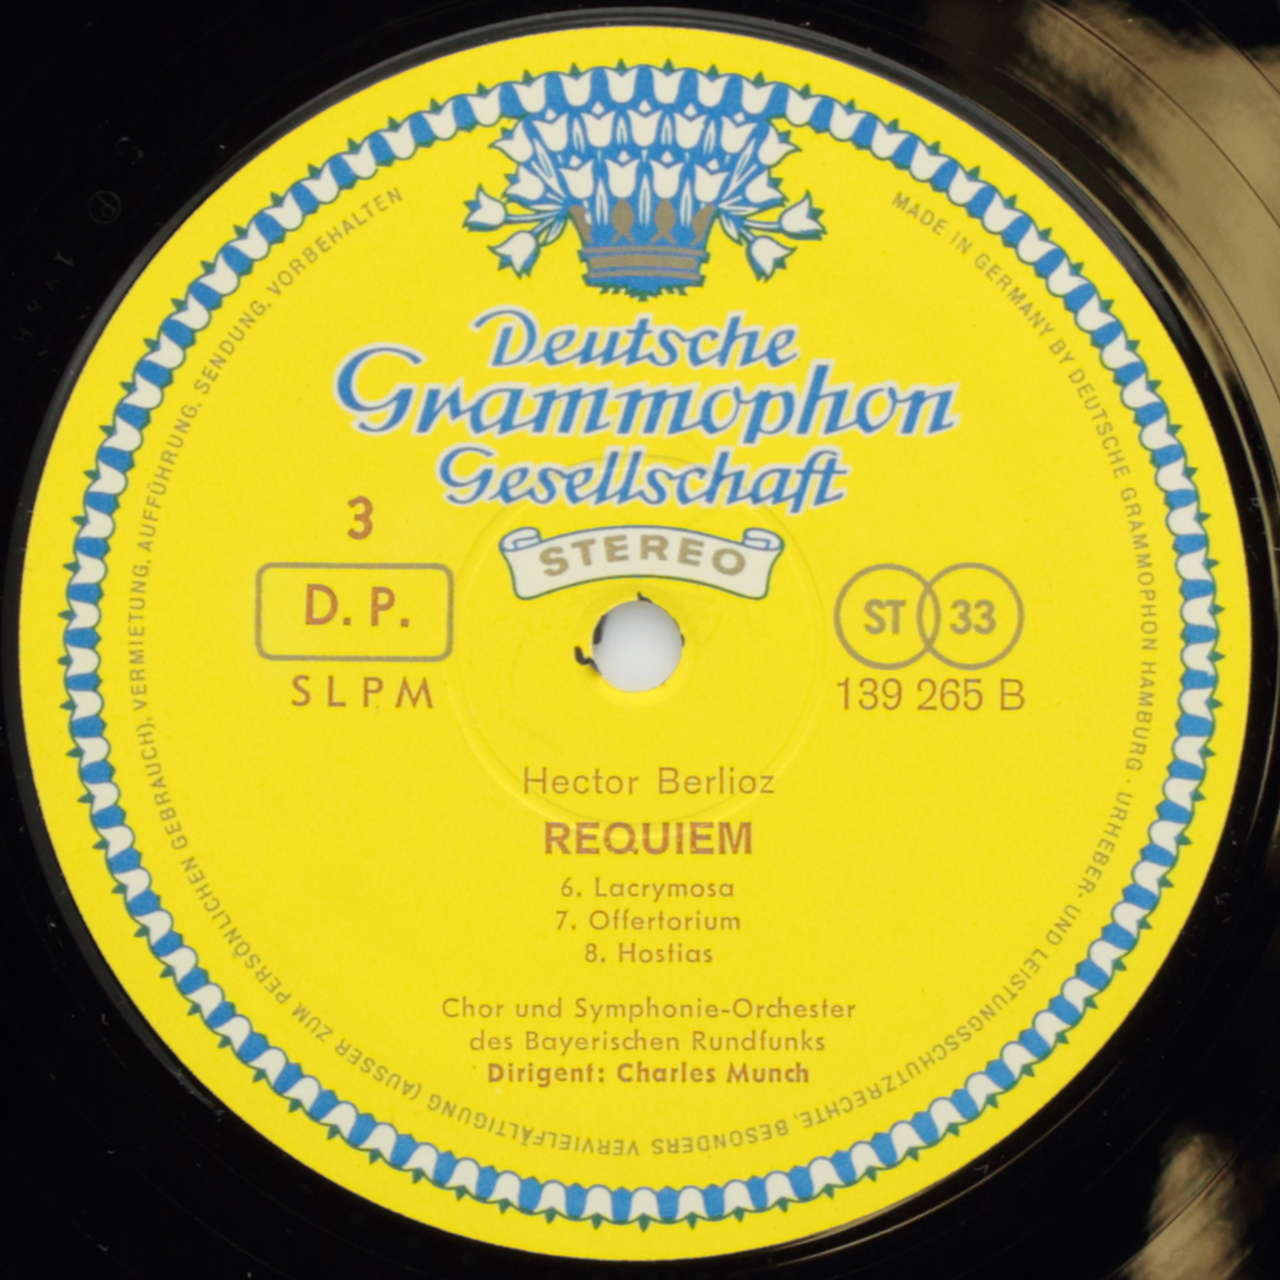 Deutsche
Grammophon
Gesellschaft
STEREO
3
D. P.
SLPM
ST 33
139 265 B
Hector Berlioz
REQUIEM
6. Lacrymosa
7. Offertorium
8. Hostias
Chor und Symphonie-Orchester
des Bayerischen Rundfunks
Dirigent: Charles Munch
MADE IN GERMANY BY DEUTSCHE GRAMMOPHON HAMBURG · URHEBER- UND LEISTUNGSSCHUTZRECHTE, BESONDERS VERVIELFÄLTIGUNG (AUSSER ZUM PERSÖNLICHEN GEBRAUCH), VERMIETUNG, AUFFÜHRUNG, SENDUNG, VORBEHALTEN